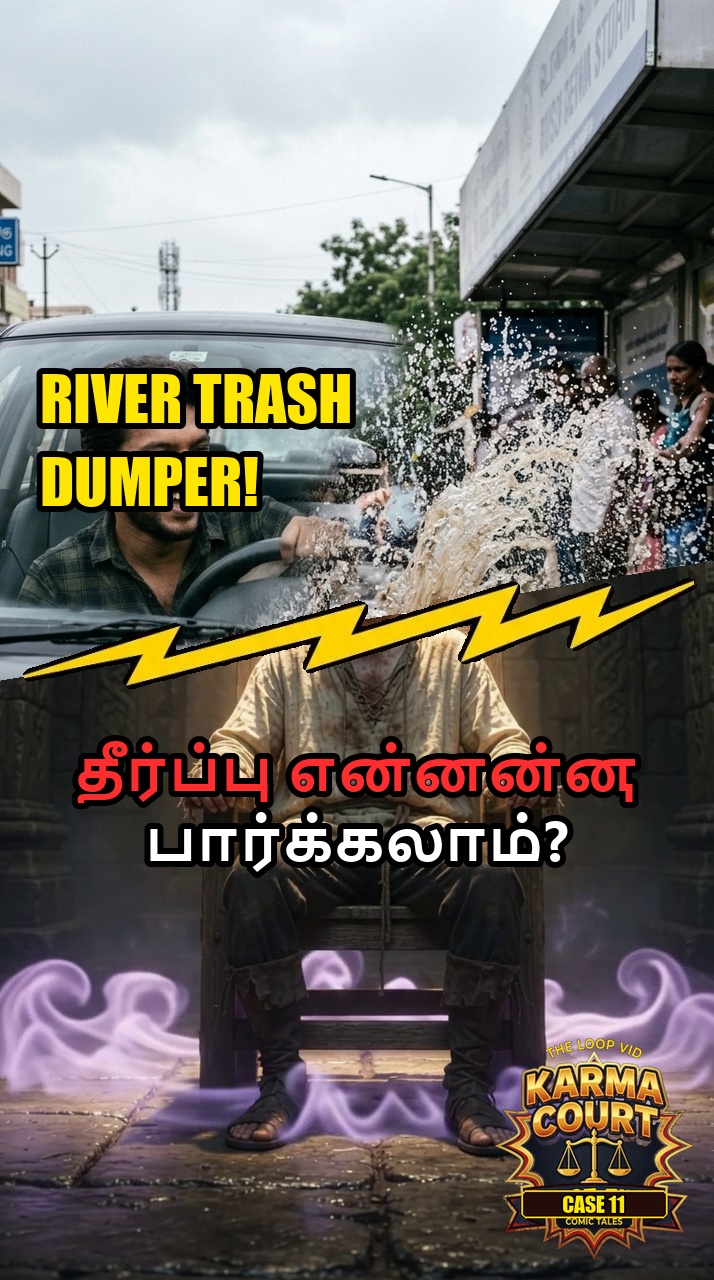 RIVER TRASH
DUMPER!
தீர்ப்பு என்னன்னு
பார்க்கலாம்?
THE LOOP VID
KARMA
COURT
CASE 11
COMIC TALES